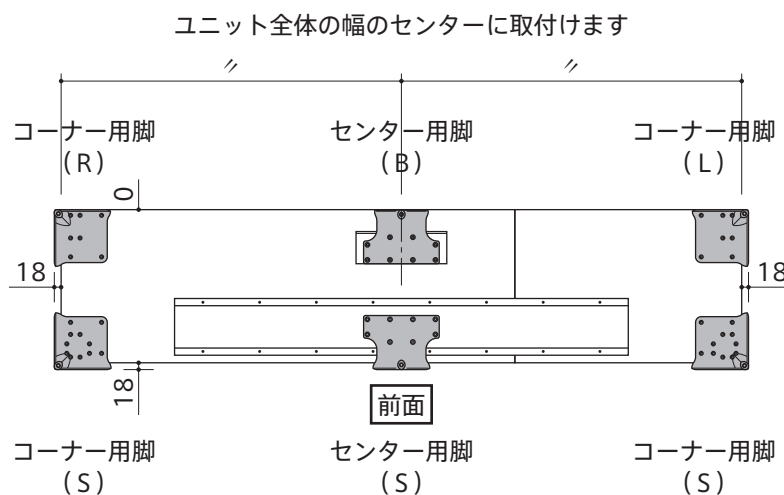 ユニット全体の幅のセンターに取付けます
〃 〃
コーナー用脚 センター用脚 コーナー用脚
(R) (B) (L)
0
18 18
18
前面
コーナー用脚 センター用脚 コーナー用脚
(S) (S) (S)